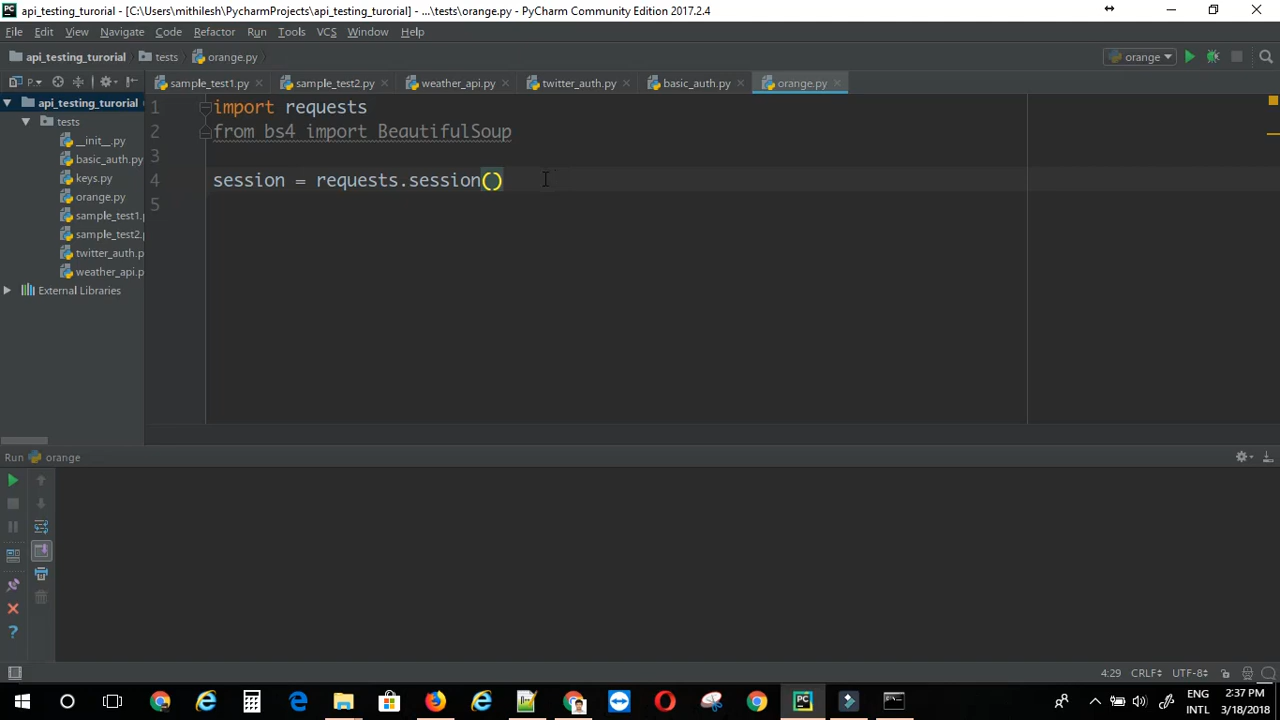 api_testing_turorial - [C:\Users\mithilesh\PycharmProjects\api_testing_turorial] - ...\tests\orange.py - PyCharm Community Edition 2017.2.4
File Edit View Navigate Code Refactor Run Tools VCS Window Help
api_testing_turorial tests orange.py orange
P. sample_test1.py sample_test2.py weather_api.py twitter_auth.py basic_auth.py orange.py
api_testing_turorial
tests
__init__.py
basic_auth.py
keys.py
orange.py
sample_test1.p
sample_test2.p
twitter_auth.p
weather_api.py
External Libraries
1 import requests
2 from bs4 import BeautifulSoup
3
4 session = requests.session()
5
Run orange
4:29 CRLF UTF-8
ENG 2:37 PM
INTL 3/18/2018